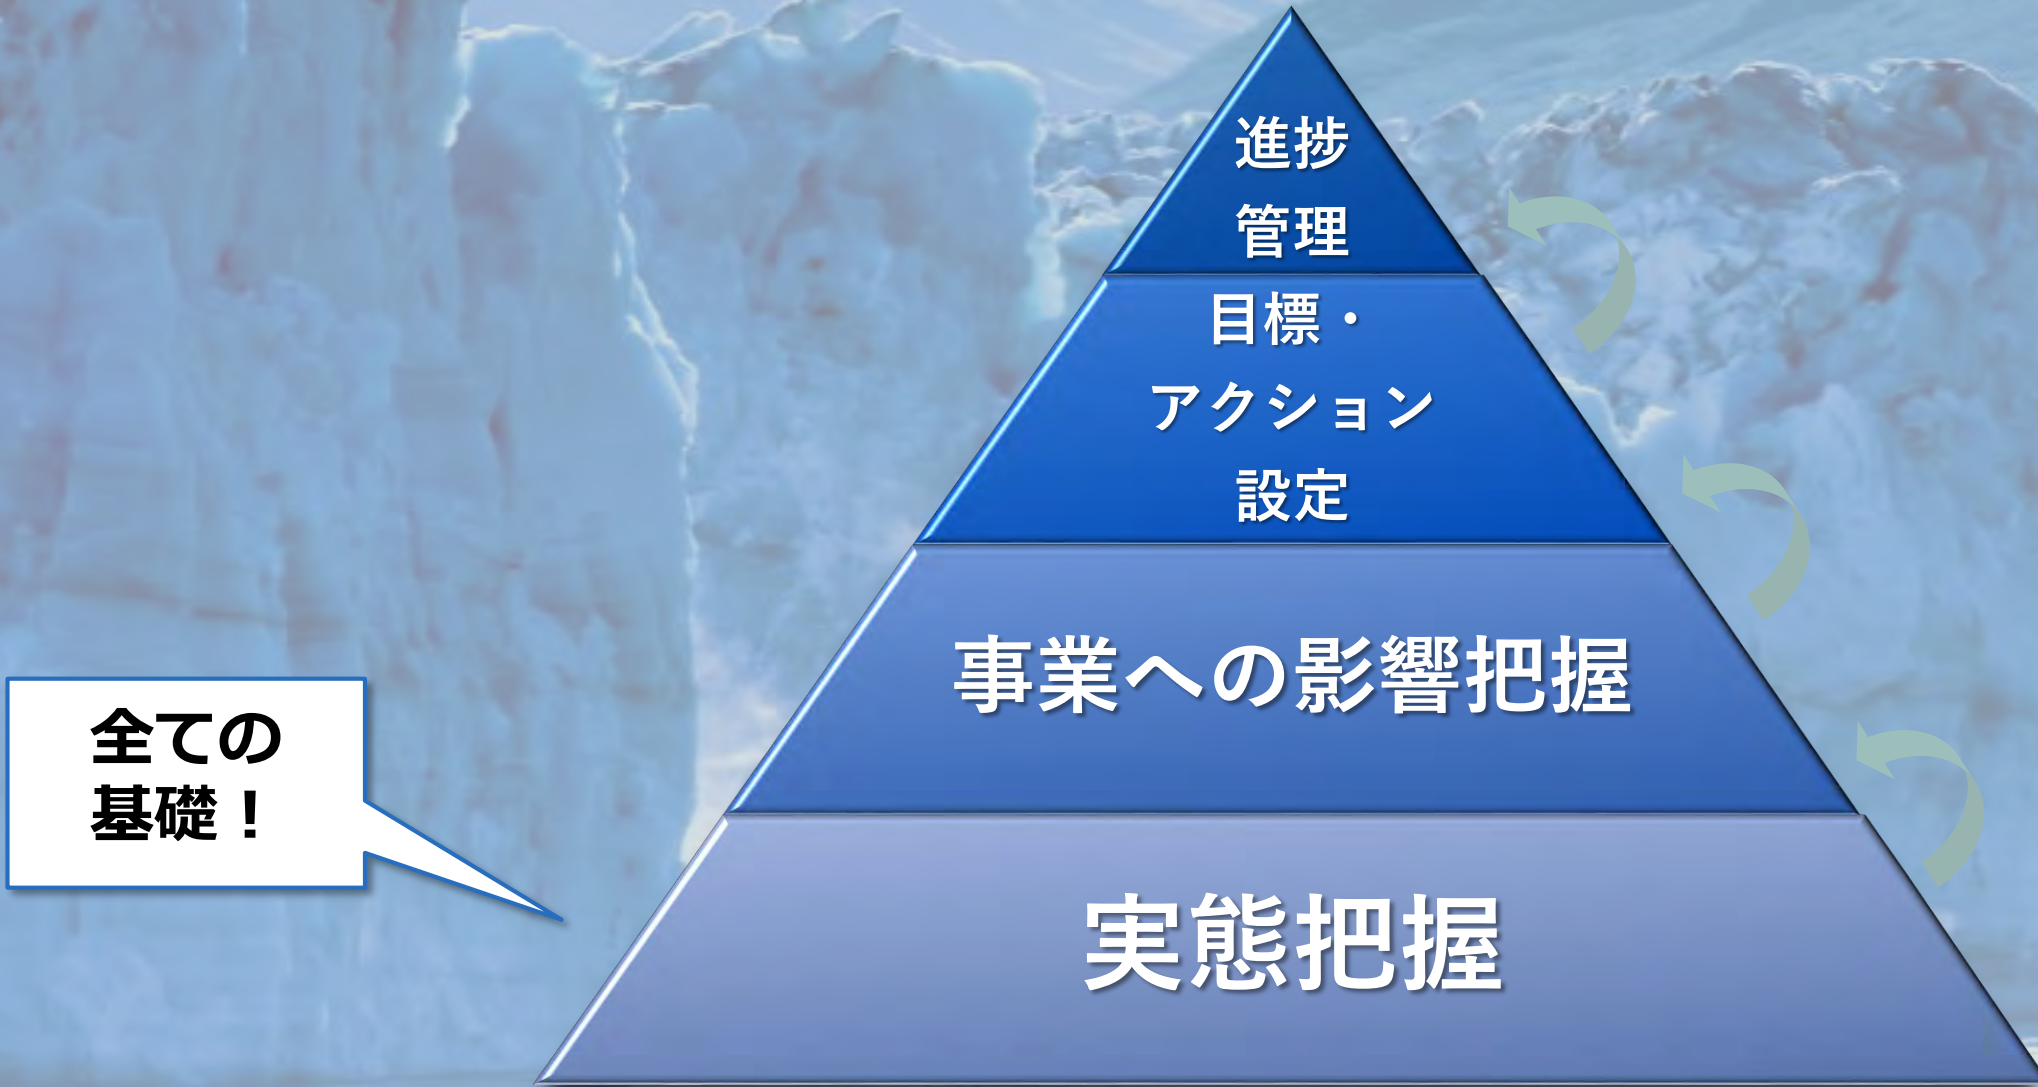 進捗
管理
目標・
アクション
設定
事業への影響把握
全ての
基礎！
実態把握